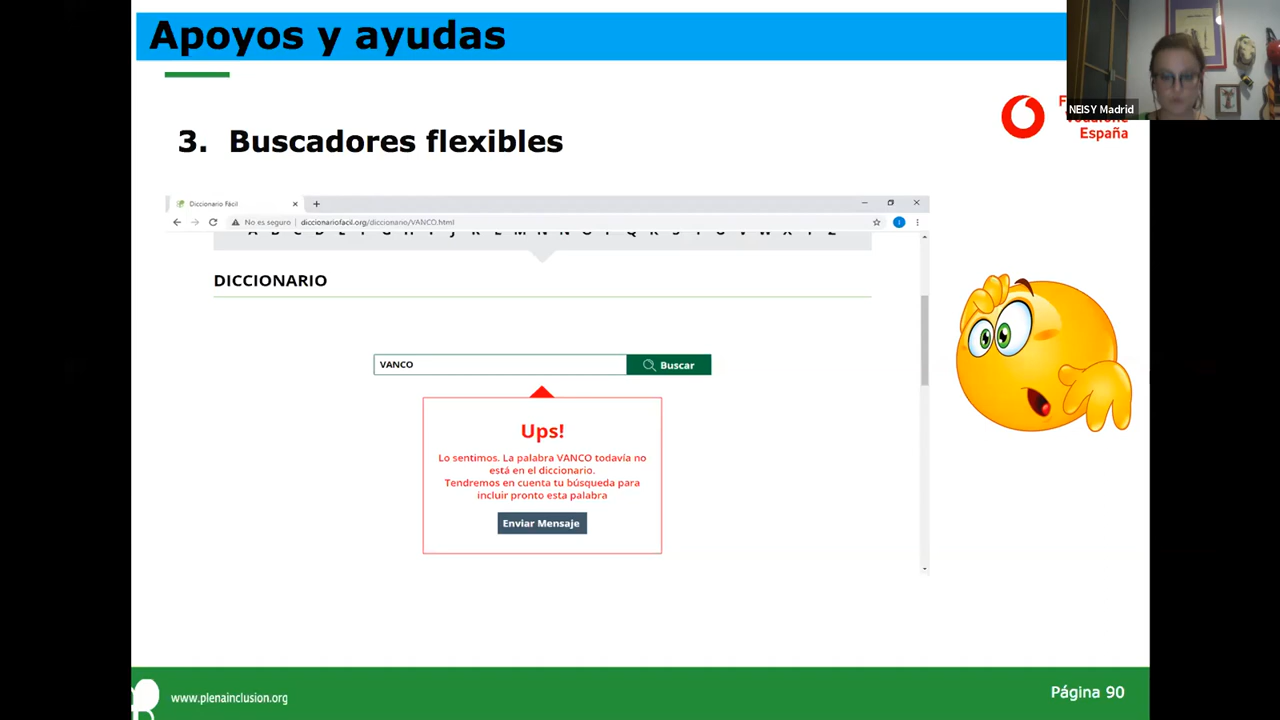 Apoyos y ayudas
NEISY Madrid
España
3. Buscadores flexibles
Diccionario Fácil
No es seguro | diccionariofacil.org/diccionario/VANCO.html
DICCIONARIO
VANCO
Buscar
Ups!
Lo sentimos. La palabra VANCO todavía no
está en el diccionario.
Tendremos en cuenta tu búsqueda para
incluir pronto esta palabra
Enviar Mensaje
www.plenainclusion.org
Página 90